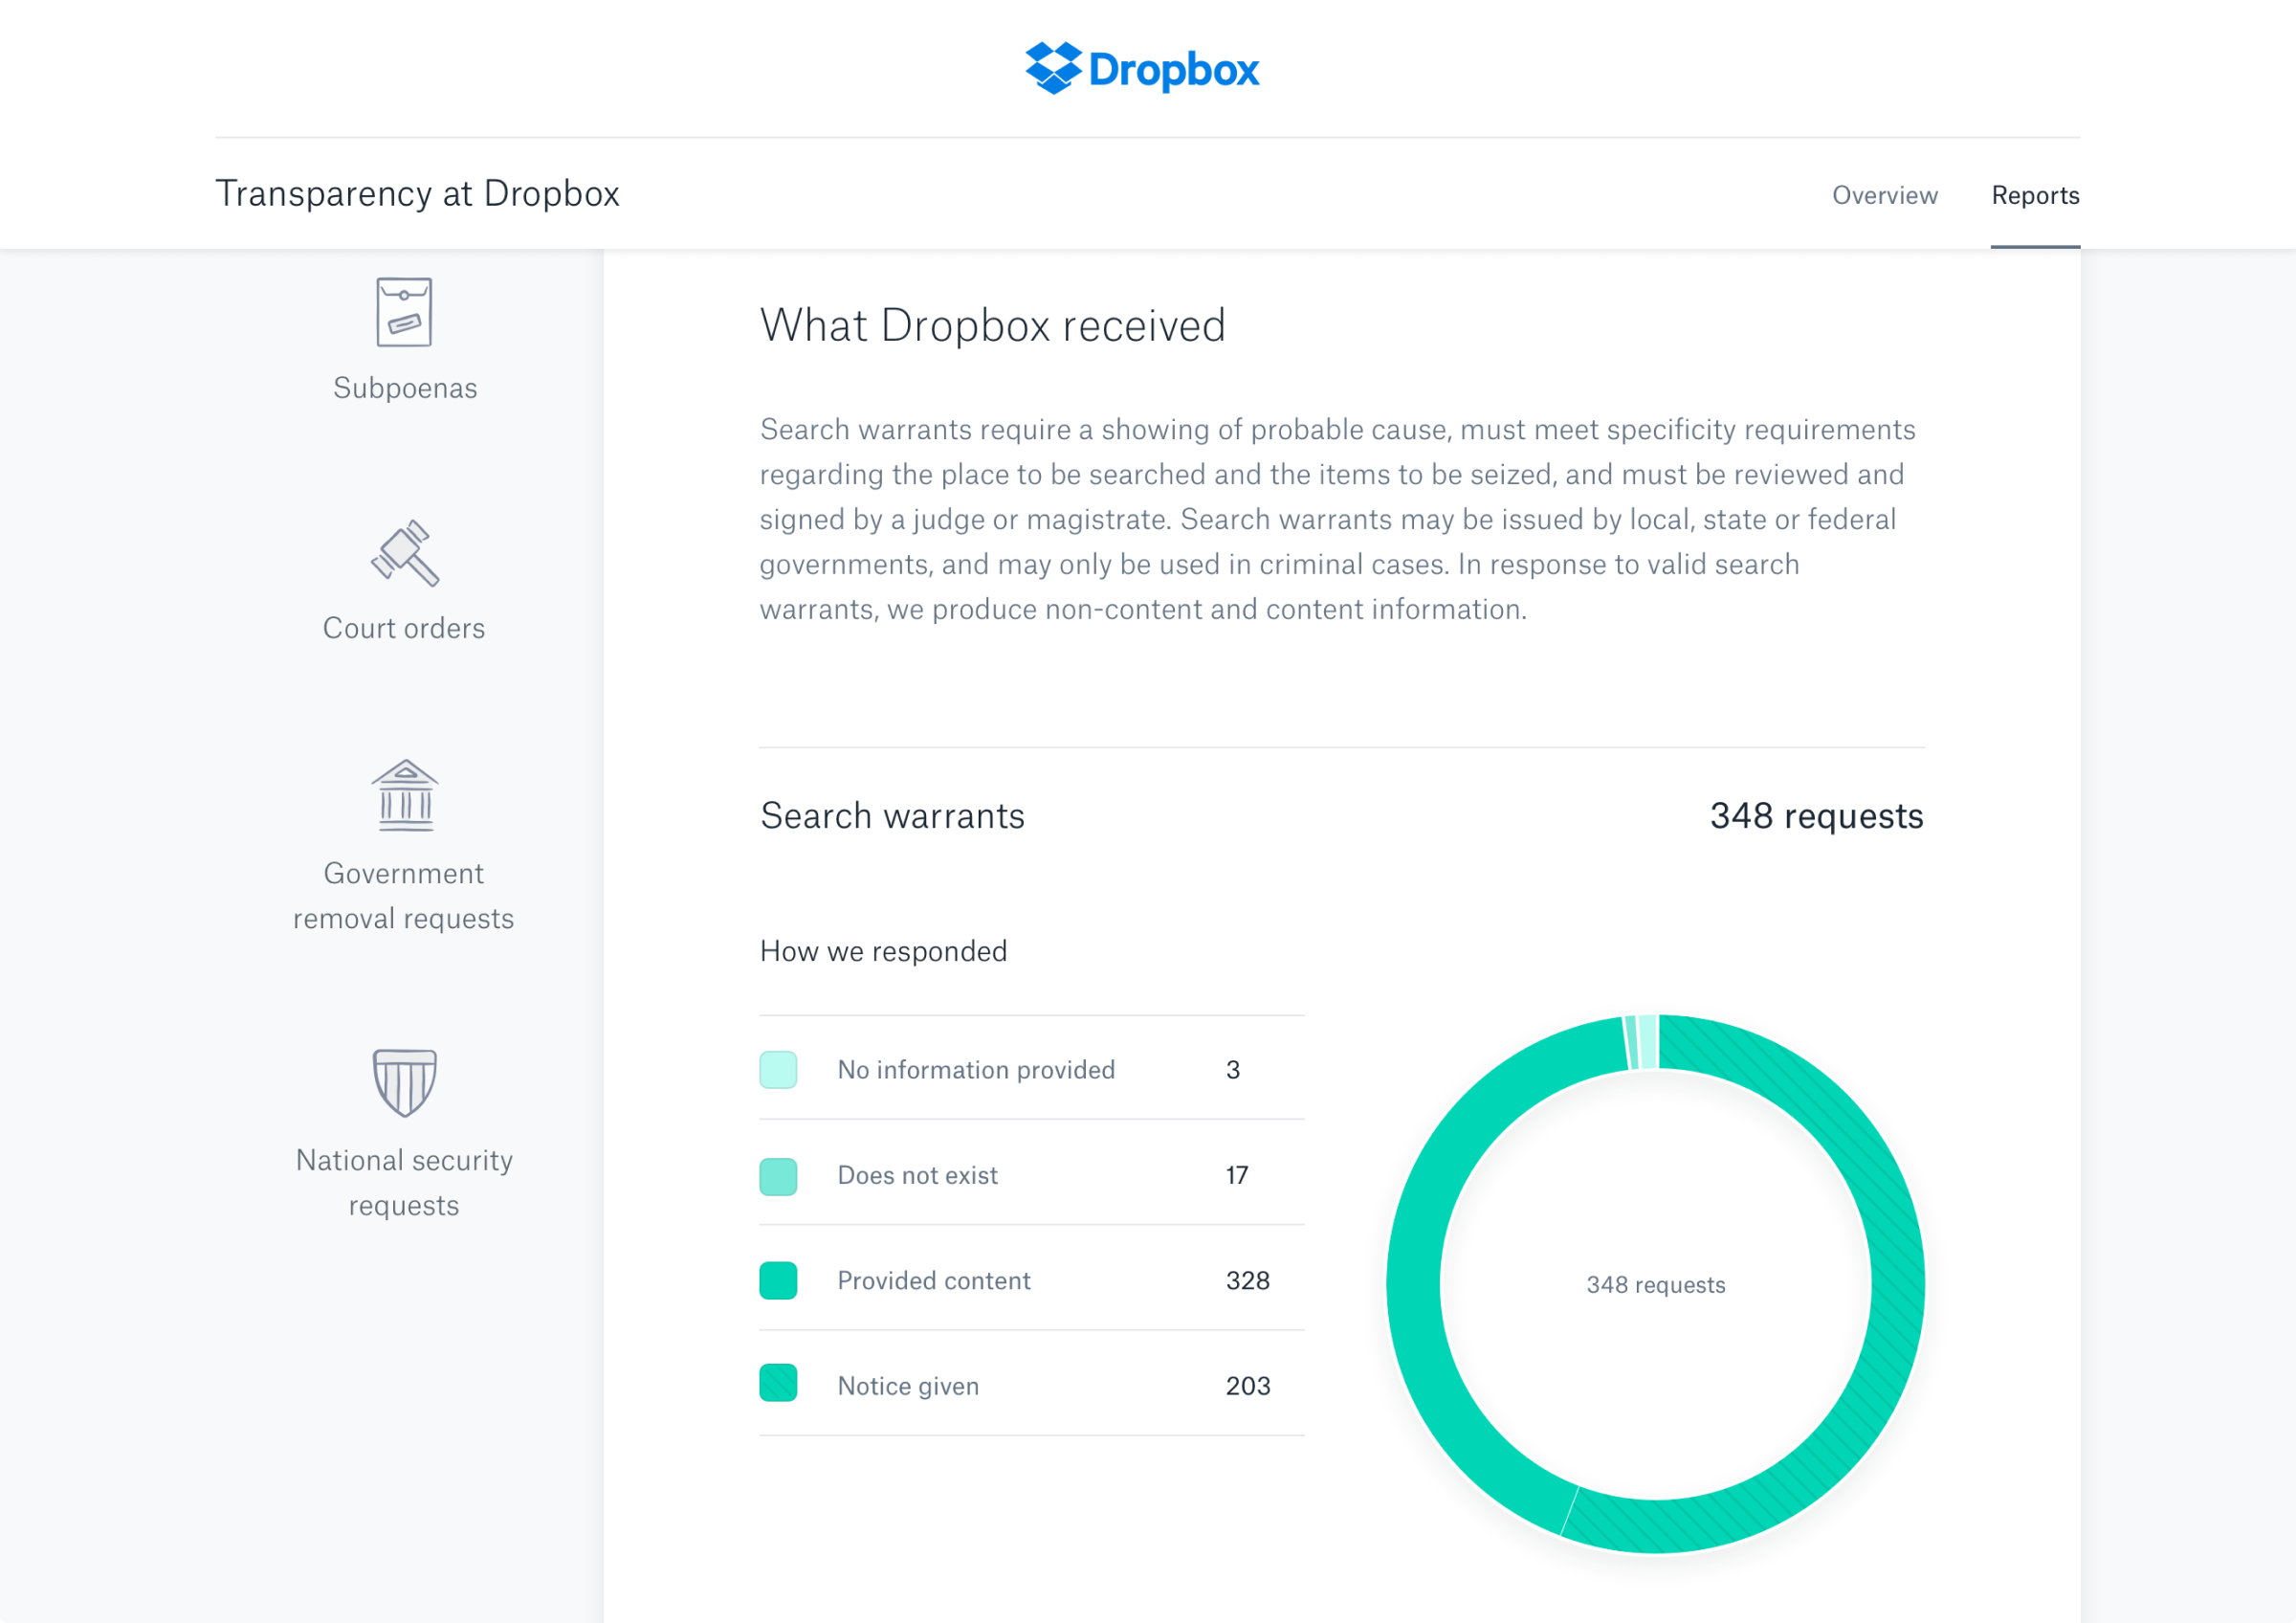 Dropbox
Transparency at Dropbox
Overview
Reports
Subpoenas
Court orders
Government
removal requests
National security
requests
What Dropbox received
Search warrants require a showing of probable cause, must meet specificity requirements
regarding the place to be searched and the items to be seized, and must be reviewed and
signed by a judge or magistrate. Search warrants may be issued by local, state or federal
governments, and may only be used in criminal cases. In response to valid search
warrants, we produce non-content and content information.
Search warrants
348 requests
How we responded
No information provided 3
Does not exist 17
Provided content 328
Notice given 203
348 requests